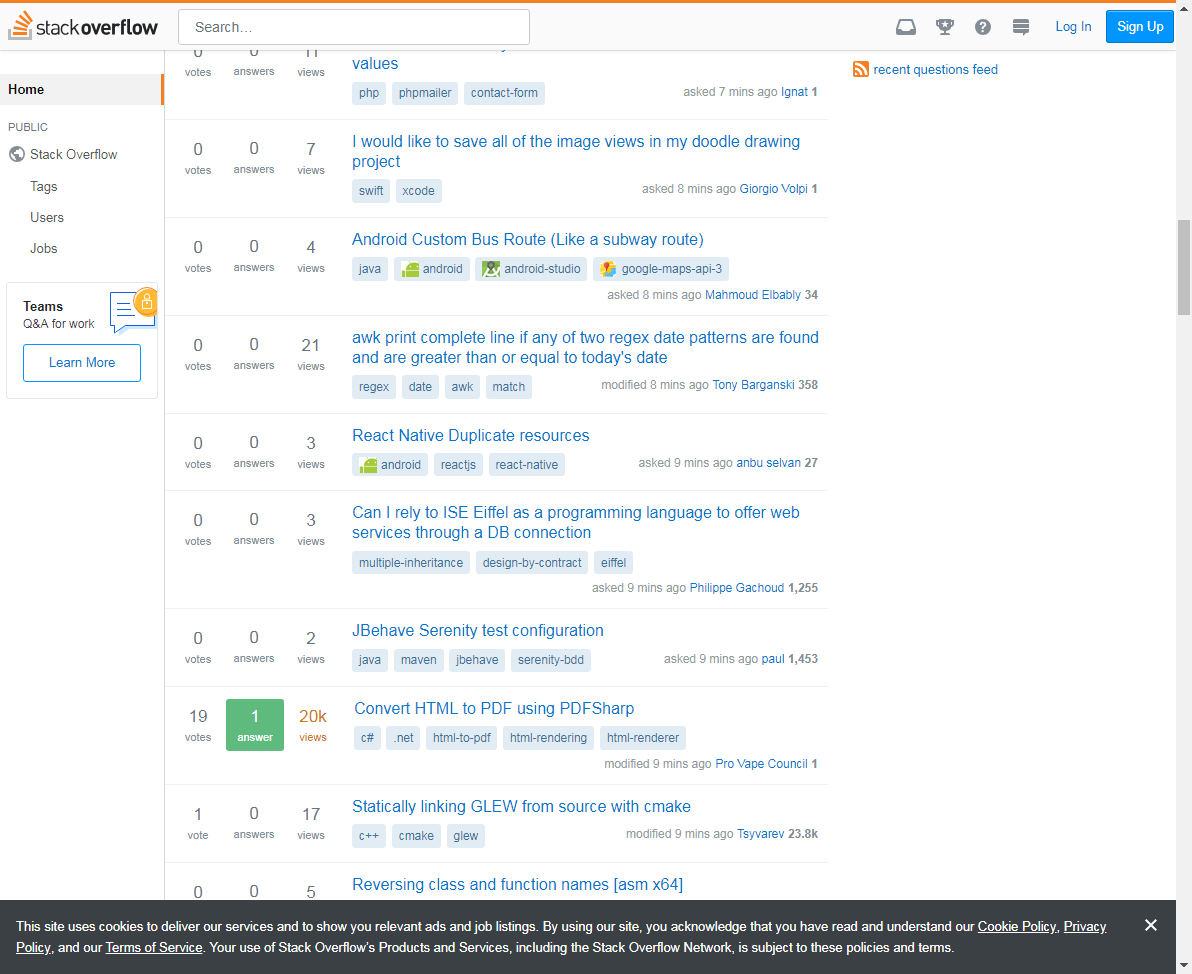 stackoverflow
Search…
Log In
Sign Up
Home
PUBLIC
Stack Overflow
Tags
Users
Jobs
Teams
Q&A for work
Learn More
0 0 11
votes answers views
values
php phpmailer contact-form
asked 7 mins ago Ignat 1
0 0 7
votes answers views
I would like to save all of the image views in my doodle drawing
project
swift xcode
asked 8 mins ago Giorgio Volpi 1
0 0 4
votes answers views
Android Custom Bus Route (Like a subway route)
java android android-studio google-maps-api-3
asked 8 mins ago Mahmoud Elbably 34
0 0 21
votes answers views
awk print complete line if any of two regex date patterns are found
and are greater than or equal to today's date
regex date awk match
modified 8 mins ago Tony Barganski 358
0 0 3
votes answers views
React Native Duplicate resources
android reactjs react-native
asked 9 mins ago anbu selvan 27
0 0 3
votes answers views
Can I rely to ISE Eiffel as a programming language to offer web
services through a DB connection
multiple-inheritance design-by-contract eiffel
asked 9 mins ago Philippe Gachoud 1,255
0 0 2
votes answers views
JBehave Serenity test configuration
java maven jbehave serenity-bdd
asked 9 mins ago paul 1,453
19 1 20k
votes answer views
Convert HTML to PDF using PDFSharp
c# .net html-to-pdf html-rendering html-renderer
modified 9 mins ago Pro Vape Council 1
1 0 17
vote answers views
Statically linking GLEW from source with cmake
c++ cmake glew
modified 9 mins ago Tsyvarev 23.8k
0 0 5
Reversing class and function names [asm x64]
recent questions feed
This site uses cookies to deliver our services and to show you relevant ads and job listings. By using our site, you acknowledge that you have read and understand our Cookie Policy, Privacy
Policy, and our Terms of Service. Your use of Stack Overflow's Products and Services, including the Stack Overflow Network, is subject to these policies and terms.